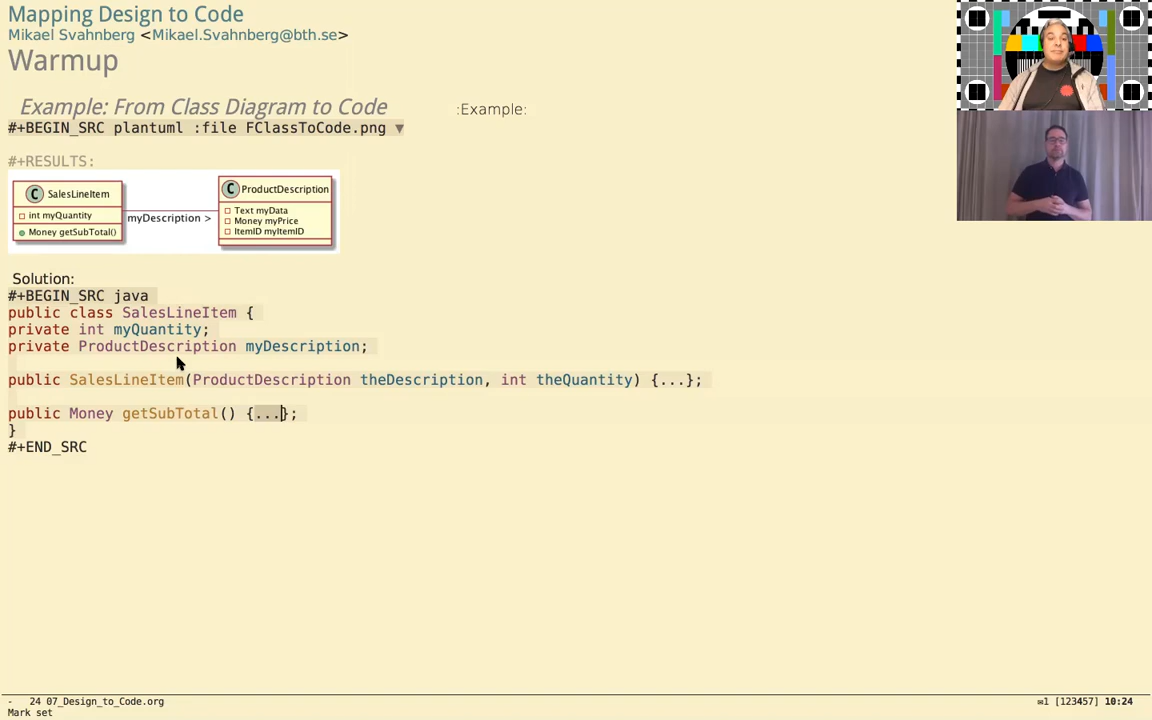 Mapping Design to Code
Mikael Svahnberg <Mikael.Svahnberg@bth.se>
Warmup
Example: From Class Diagram to Code :Example:
#+BEGIN_SRC plantuml :file FClassToCode.png ▼
#+RESULTS:
C SalesLineItem
int myQuantity
Money getSubTotal()
myDescription >
C ProductDescription
Text myData
Money myPrice
ItemID myItemID
Solution:
#+BEGIN_SRC java
public class SalesLineItem {
private int myQuantity;
private ProductDescription myDescription;
public SalesLineItem(ProductDescription theDescription, int theQuantity) {...};
public Money getSubTotal() {...};
}
#+END_SRC
- 24 07_Design_to_Code.org ✉1 [123457] 10:24
Mark set